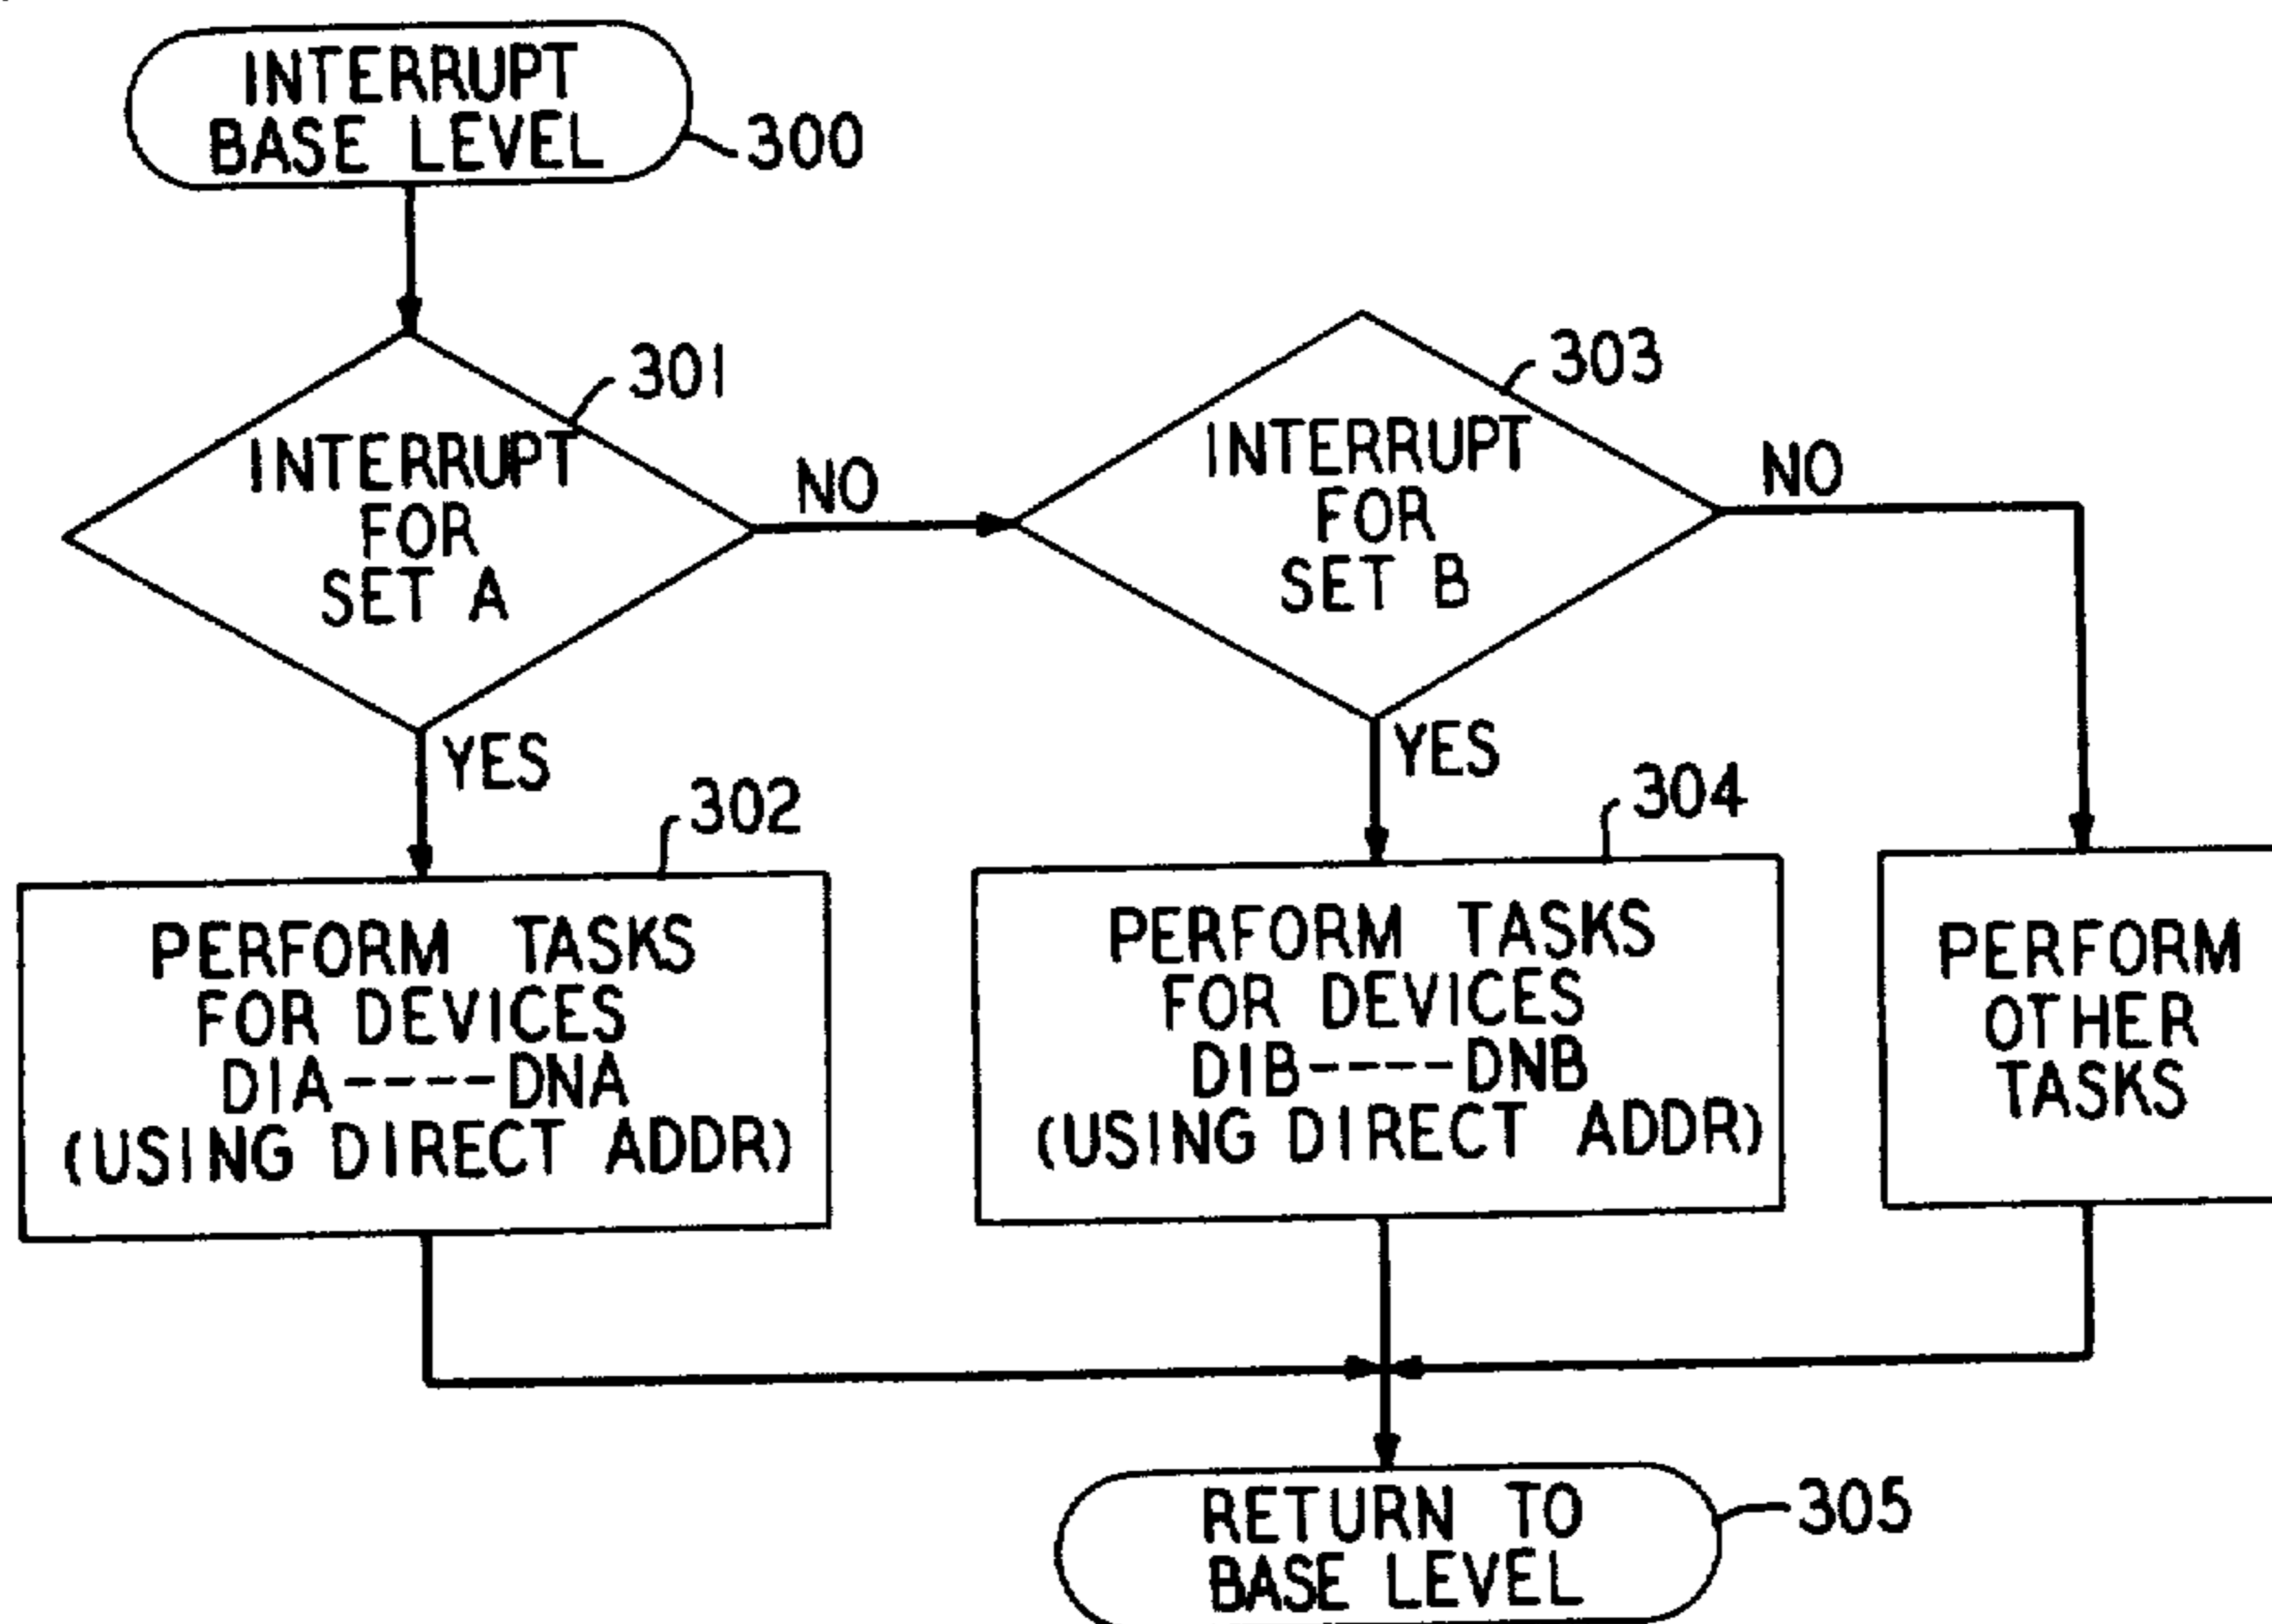 INTERRUPT
BASE LEVEL
300
301
INTERRUPT
FOR
SET A
NO
303
INTERRUPT
FOR
SET B
NO
YES
302
YES
304
PERFORM TASKS
FOR DEVICES
DIA----DNA
(USING DIRECT ADDR)
PERFORM TASKS
FOR DEVICES
DIB----DNB
(USING DIRECT ADDR)
PERFORM
OTHER
TASKS
RETURN TO
BASE LEVEL
305